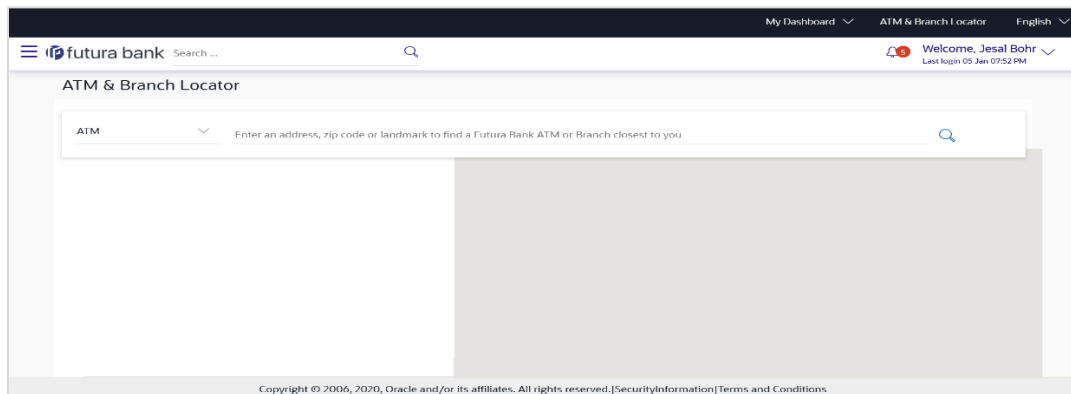 My Dashboard ATM & Branch Locator English
futura bank Search ... 5 Welcome, Jesal Bohr
Last login 05 Jan 07:52 PM
ATM & Branch Locator
ATM Enter an address, zip code or landmark to find a Futura Bank ATM or Branch closest to you
Copyright © 2006, 2020, Oracle and/or its affiliates. All rights reserved.|SecurityInformation|Terms and Conditions